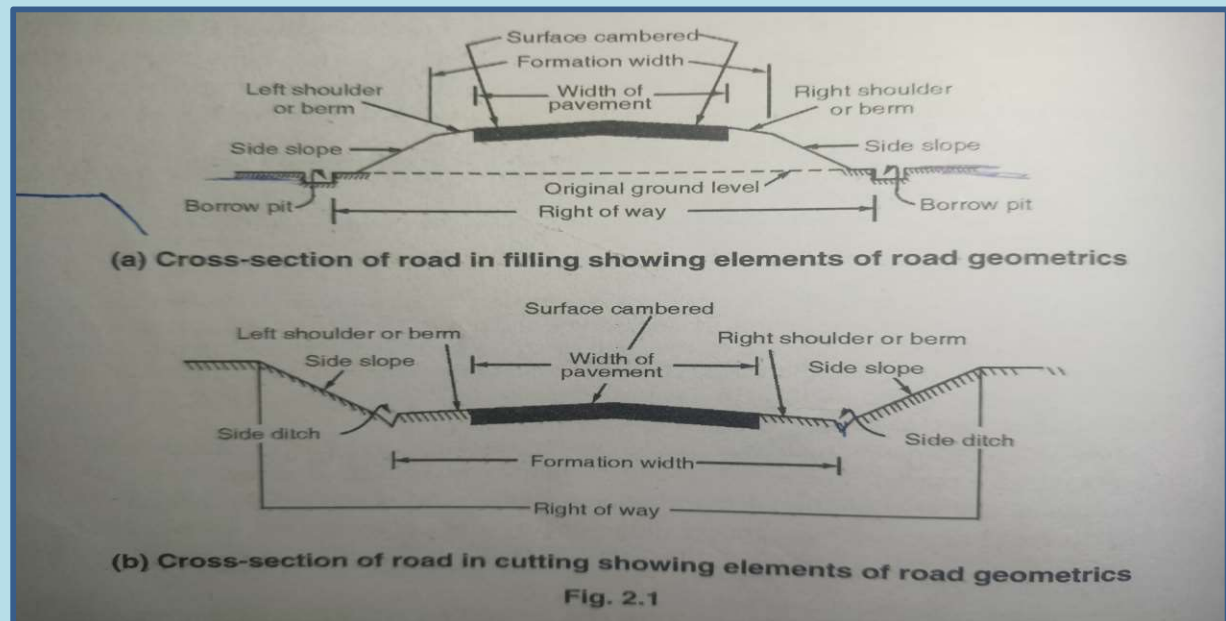 Surface cambered
Formation width
Left shoulder
or berm
Width of
pavement
Right shoulder
or berm
Side slope
Side slope
Original ground level
Borrow pit
Right of way
Borrow pit
(a) Cross-section of road in filling showing elements of road geometrics
Surface cambered
Left shoulder or berm
Right shoulder or berm
Side slope
Width of
pavement
Side slope
Side ditch
Side ditch
Formation width
Right of way
(b) Cross-section of road in cutting showing elements of road geometrics
Fig. 2.1